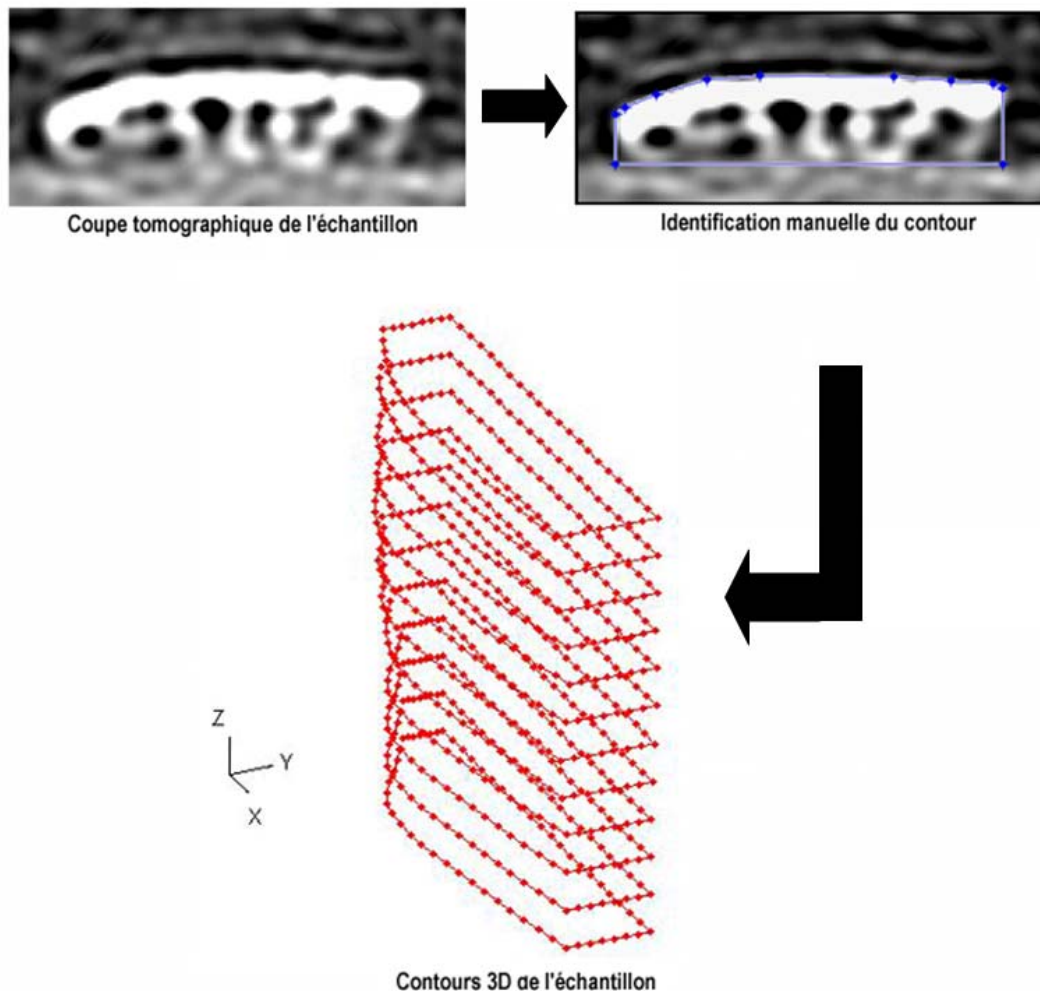 Coupe tomographique de l'échantillon
Identification manuelle du contour
Z
Y
X
Contours 3D de l'échantillon